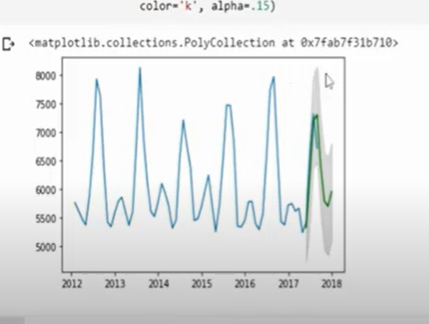 color='k', alpha=.15)
<matplotlib.collections.PolyCollection at 0x7fab7f31b710>
8000
7500
7000
6500
6000
5500
5000
2012 2013 2014 2015 2016 2017 2018